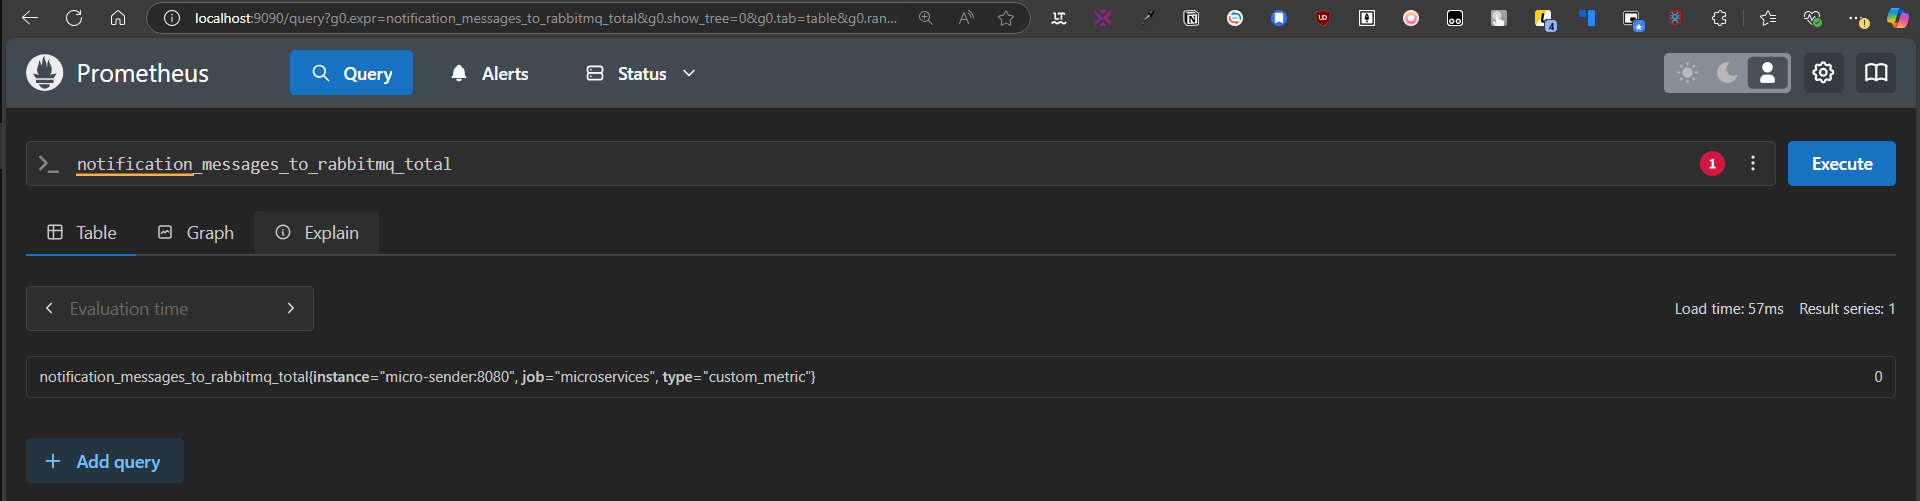 localhost:9090/query?g0.expr=notification_messages_to_rabbitmq_total&g0.show_tree=0&g0.tab=table&g0.ran...
Prometheus
Query
Alerts
Status
notification_messages_to_rabbitmq_total
1
Execute
Table
Graph
Explain
Evaluation time
Load time: 57ms Result series: 1
notification_messages_to_rabbitmq_total{instance="micro-sender:8080", job="microservices", type="custom_metric"} 0
+ Add query